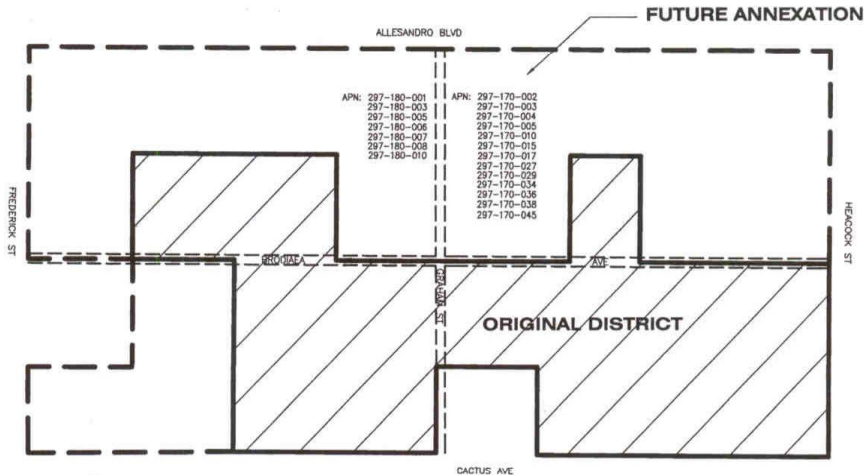 FUTURE ANNEXATION
ALLESANDRO BLVD
APN: 297-180-001
297-180-003
297-180-005
297-180-006
297-180-007
297-180-008
297-180-010
APN: 297-170-002
297-170-003
297-170-004
297-170-005
297-170-010
297-170-015
297-170-017
297-170-027
297-170-029
297-170-034
297-170-036
297-170-038
297-170-045
FREDERICK ST
HEACOCK ST
BRODIAEA
AVE
GRAHAM ST
ORIGINAL DISTRICT
CACTUS AVE